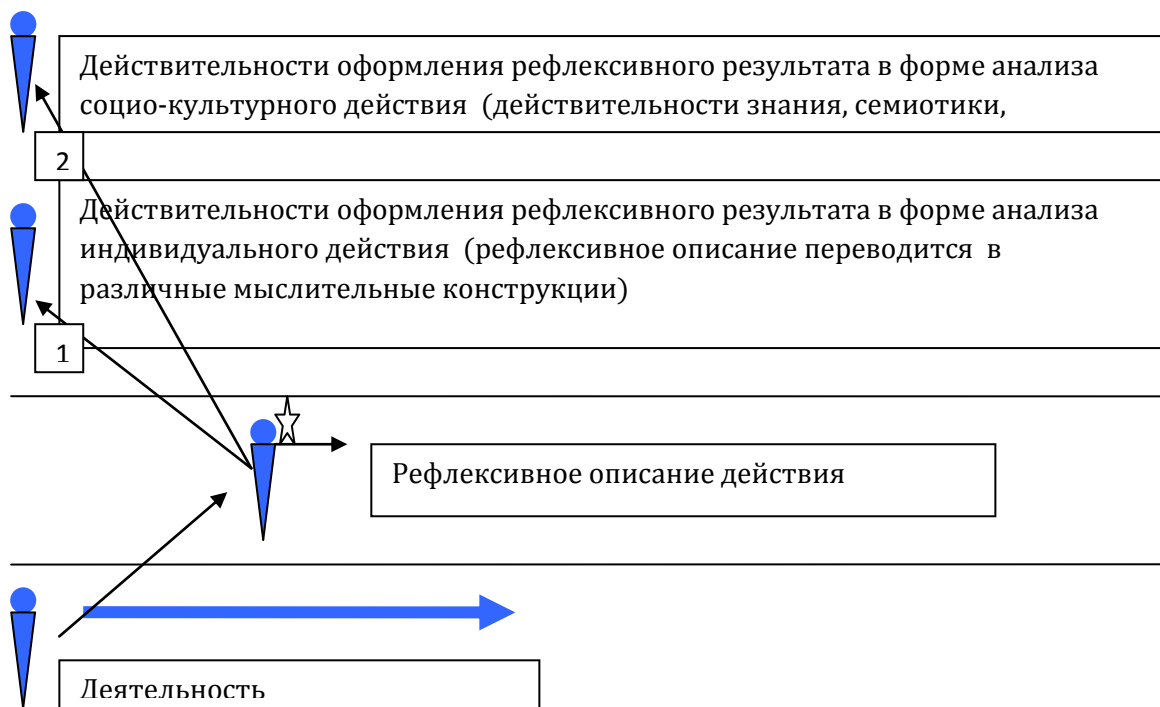 Действительности оформления рефлексивного результата в форме анализа
социо-культурного действия (действительности знания, семиотики,
2
Действительности оформления рефлексивного результата в форме анализа
индивидуального действия (рефлексивное описание переводится в
различные мыслительные конструкции)
1
Рефлексивное описание действия
Деятельность